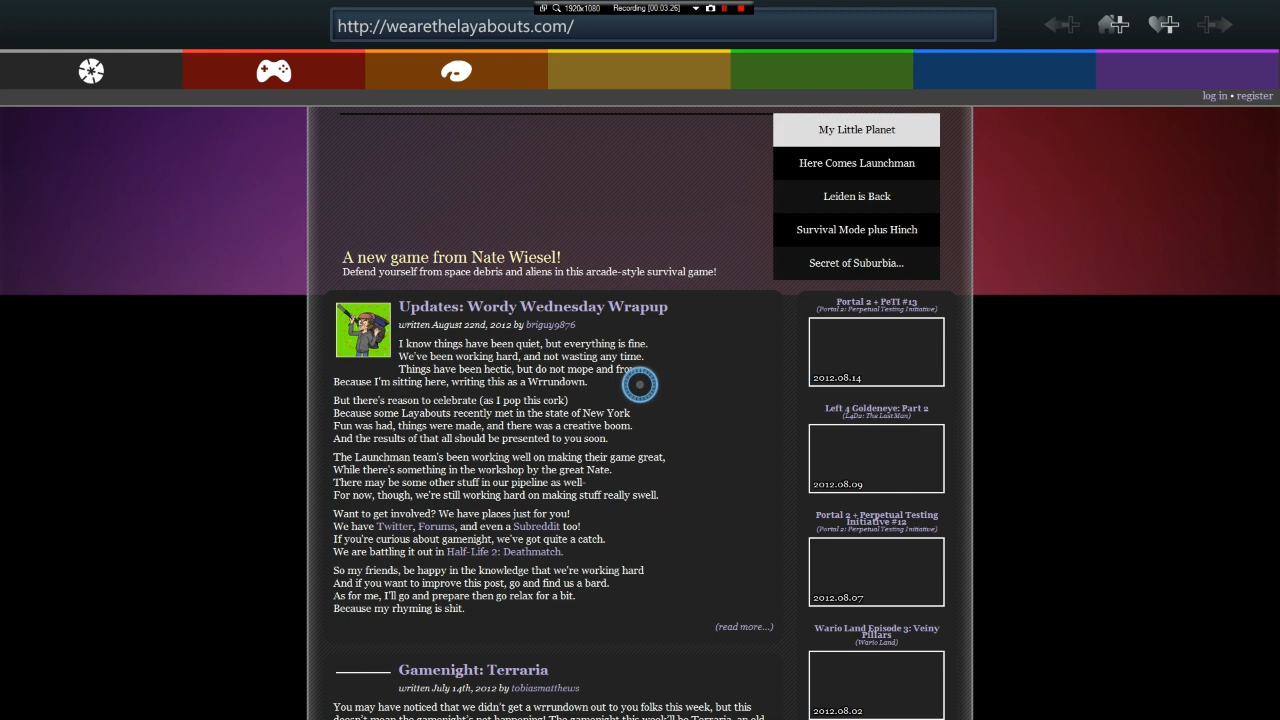 1920x1080 Recording [00:03:26]
http://wearethelayabouts.com/
log in • register
My Little Planet
Here Comes Launchman
Leiden is Back
Survival Mode plus Hinch
Secret of Suburbia...
A new game from Nate Wiesel!
Defend yourself from space debris and aliens in this arcade-style survival game!
Updates: Wordy Wednesday Wrapup
written August 22nd, 2012 by briguy9876
I know things have been quiet, but everything is fine.
We've been working hard, and not wasting any time.
Things have been hectic, but do not mope and
Because I'm sitting here, writing this as a Wrrundown.
But there's reason to celebrate (as I pop this cork)
Because some Layabouts recently met in the state of New York
Fun was had, things were made, and there was a creative boom.
And the results of that all should be presented to you soon.
The Launchman team's been working well on making their game great,
While there's something in the workshop by the great Nate.
There may be some other stuff in our pipeline as well-
For now, though, we're still working hard on making stuff really swell.
Want to get involved? We have places just for you!
We have Twitter, Forums, and even a Subreddit too!
If you're curious about gamenight, we've got quite a catch.
We are battling it out in Half-Life 2: Deathmatch.
So my friends, be happy in the knowledge that we're working hard
And if you want to improve this post, go and find us a bard.
As for me, I'll go and prepare then go relax for a bit.
Because my rhyming is shit.
(read more...)
Gamenight: Terraria
written July 14th, 2012 by tobiasmatthews
You may have noticed that we didn't get a wrrundown out to you folks this week, but this
doesn't mean the gamenight's not happening! The gamenight this week'll be Terraria, an old
Portal 2 + PeTI #13
(Portal 2: Perpetual Testing Initiative)
2012.08.14
Left 4 Goldeneye: Part 2
(L4D2: The Last Man)
2012.08.09
Portal 2 + Perpetual Testing
Initiative #12
(Portal 2: Perpetual Testing Initiative)
2012.08.07
Wario Land Episode 3: Veiny
Pillars
(Wario Land)
2012.08.02